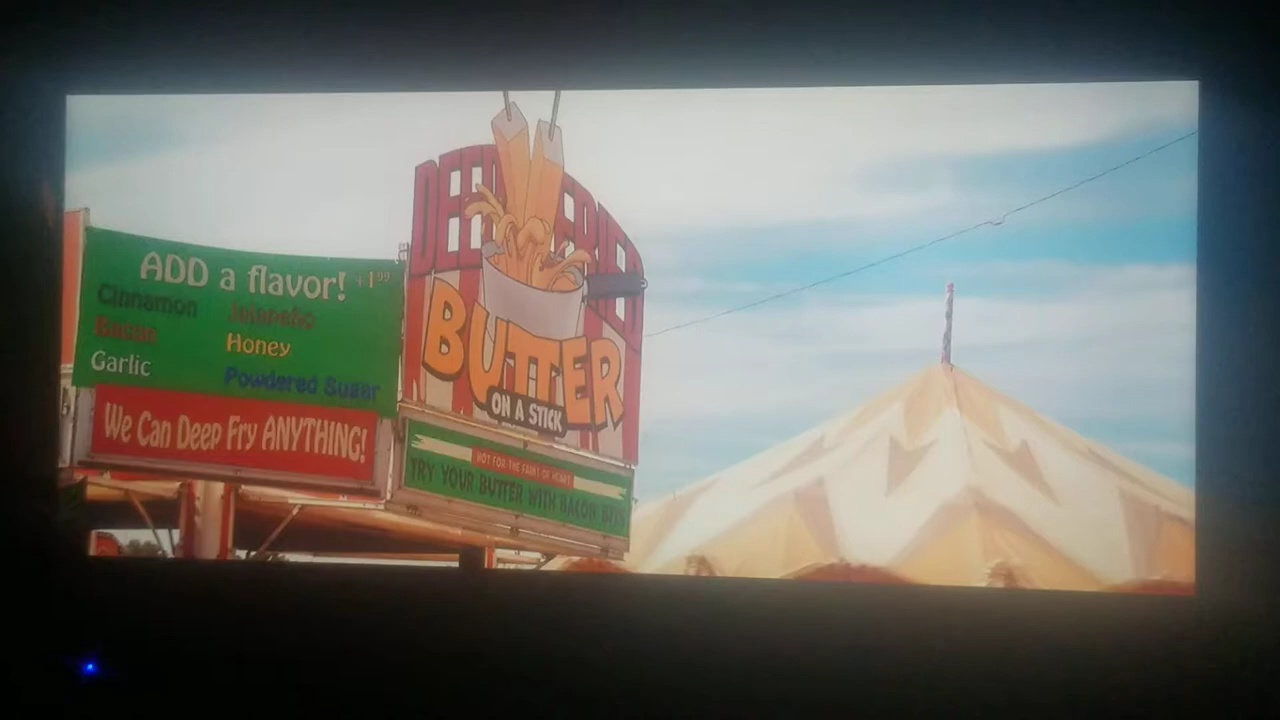 ADD a flavor! +1.99
Cinnamon Jalapeño
Bacon Honey
Garlic Powdered Sugar
We Can Deep Fry ANYTHING!
DEEP FRIED
BUTTER
ON A STICK
NOT FOR THE FAINT OF HEART
TRY YOUR BUTTER WITH BACON BITS